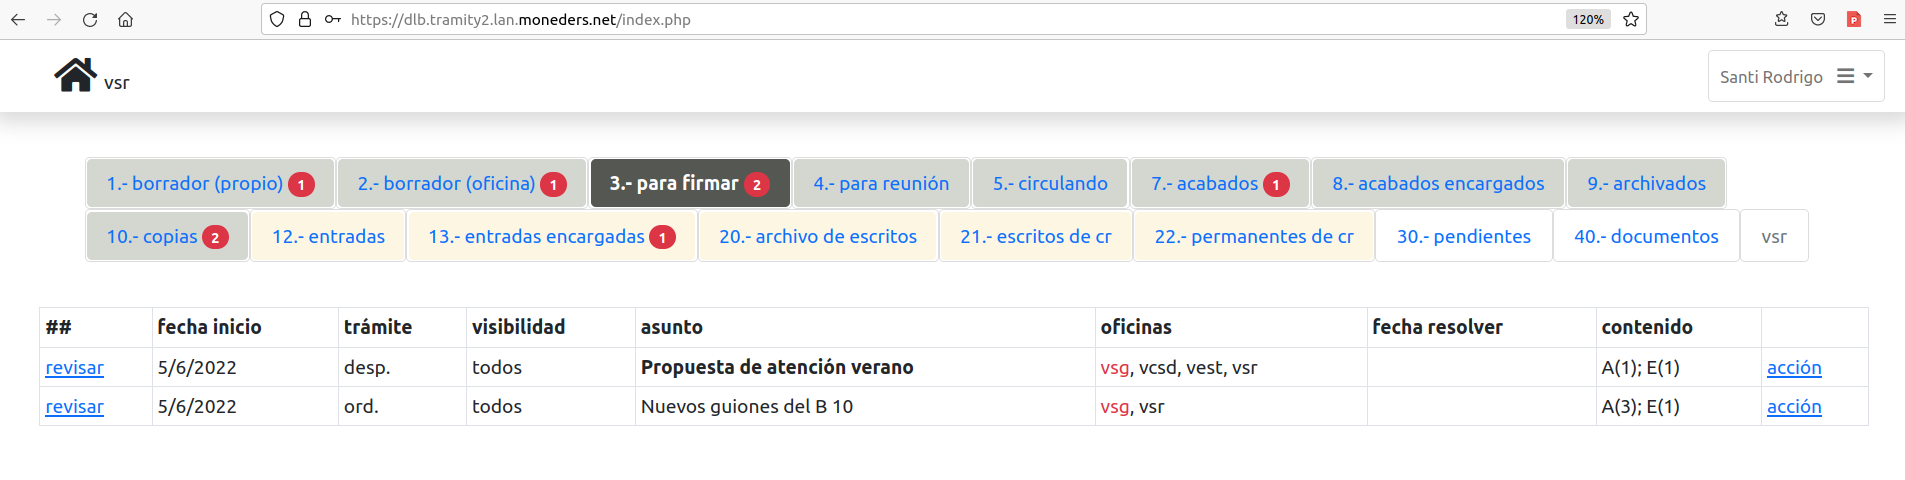 https://dlb.tramity2.lan.moneders.net/index.php 120%
vsr Santi Rodrigo
1.- borrador (propio) 1 2.- borrador (oficina) 1 3.- para firmar 2 4.- para reunión 5.- circulando 7.- acabados 1 8.- acabados encargados 9.- archivados
10.- copias 2 12.- entradas 13.- entradas encargadas 1 20.- archivo de escritos 21.- escritos de cr 22.- permanentes de cr 30.- pendientes 40.- documentos vsr
## fecha inicio trámite visibilidad asunto oficinas fecha resolver contenido
revisar 5/6/2022 desp. todos Propuesta de atención verano vsg, vcsd, vest, vsr A(1); E(1) acción
revisar 5/6/2022 ord. todos Nuevos guiones del B 10 vsg, vsr A(3); E(1) acción